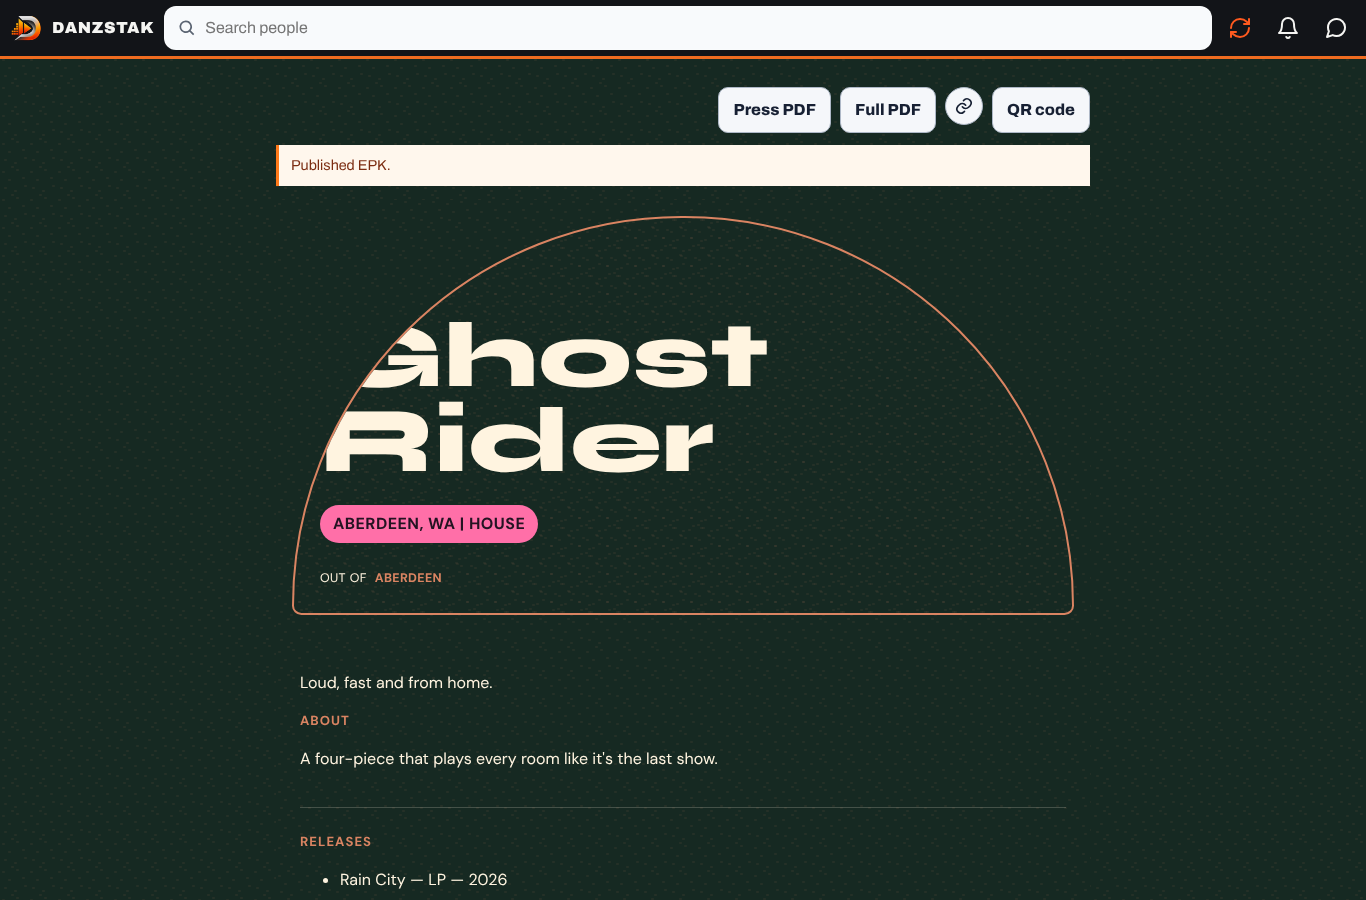 DANZSTAK
Search people
Press PDF
Full PDF
QR code
Published EPK.
Ghost
Rider
ABERDEEN, WA | HOUSE
OUT OF ABERDEEN
Loud, fast and from home.
ABOUT
A four-piece that plays every room like it's the last show.
RELEASES
• Rain City — LP — 2026